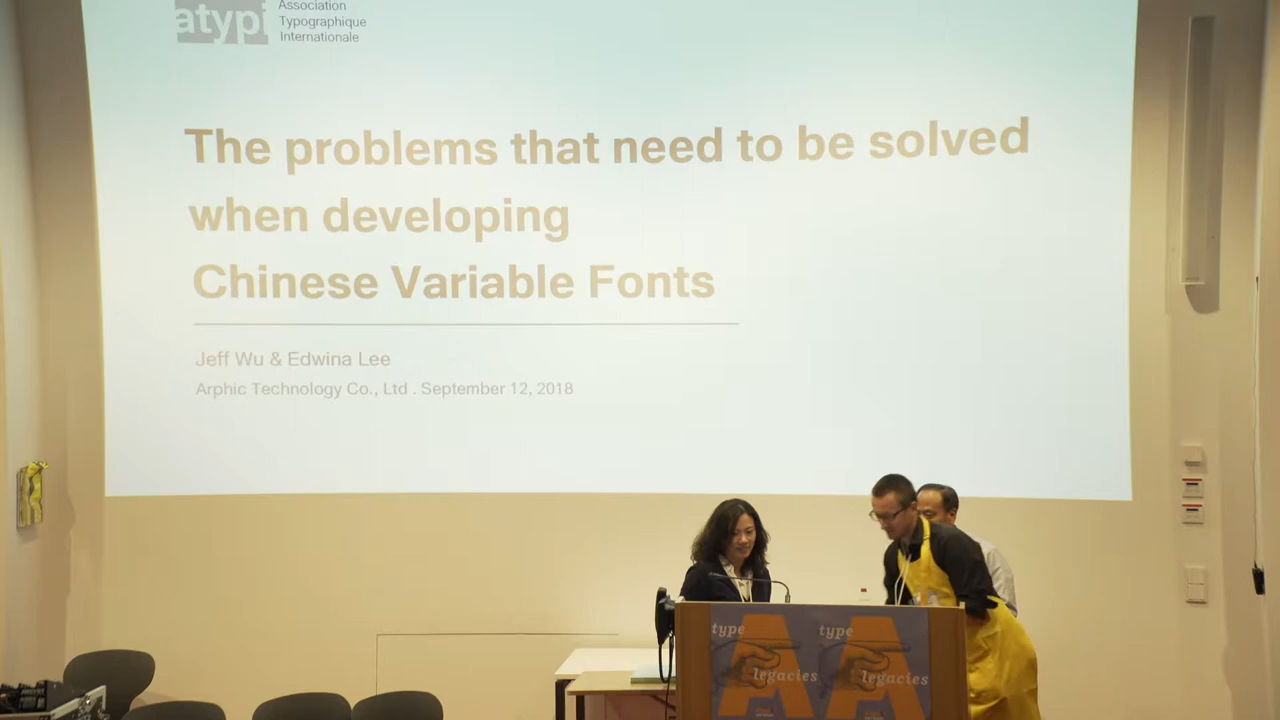 atypi
Association
Typographique
Internationale
The problems that need to be solved
when developing
Chinese Variable Fonts
Jeff Wu & Edwina Lee
Arphic Technology Co., Ltd . September 12, 2018
type
legacies
type
legacies